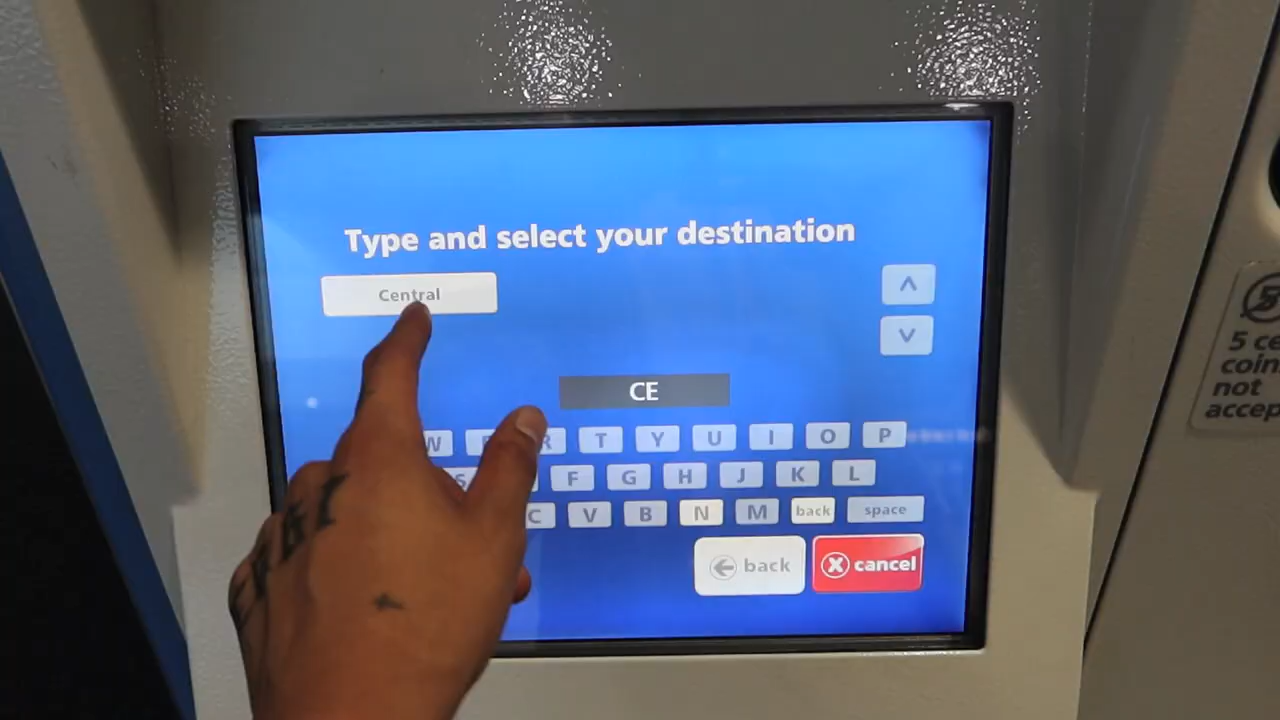 Type and select your destination
Central
CE
W E R T Y U I O P
S F G H J K L
C V B N M back space
back cancel
5 ce
coin
not
accep